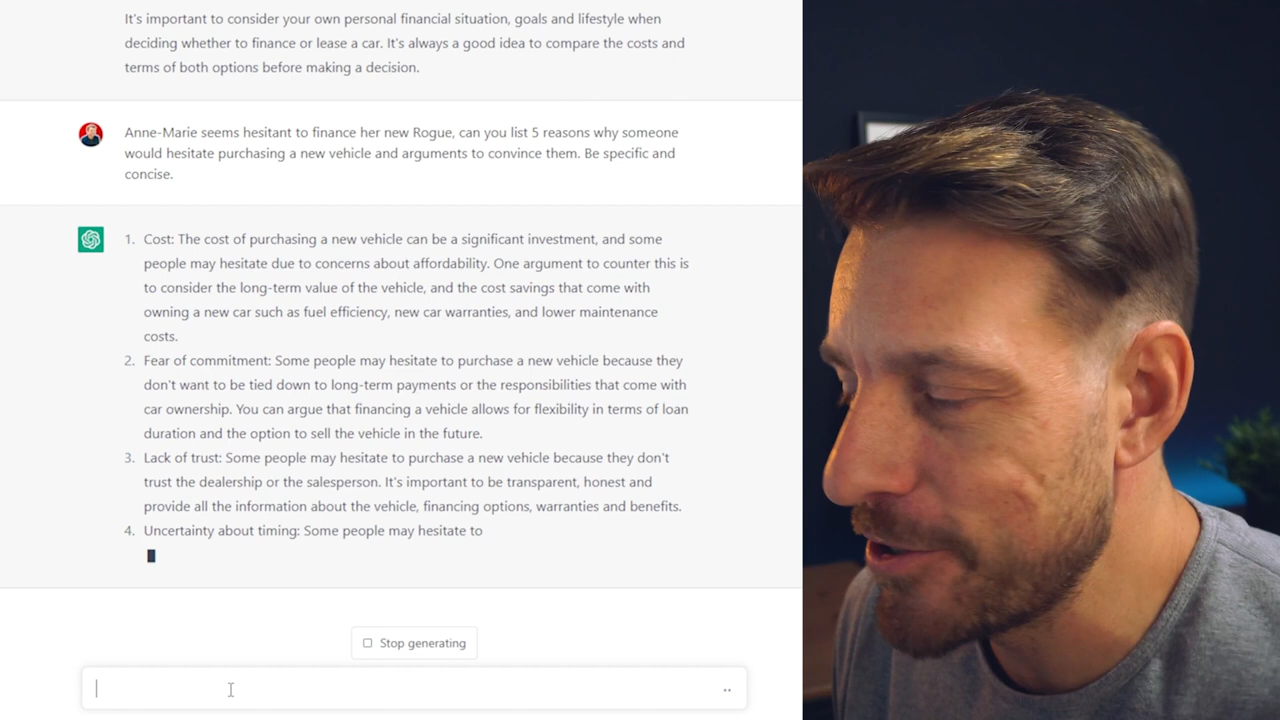 It's important to consider your own personal financial situation, goals and lifestyle when
deciding whether to finance or lease a car. It's always a good idea to compare the costs and
terms of both options before making a decision.
Anne-Marie seems hesitant to finance her new Rogue, can you list 5 reasons why someone
would hesitate purchasing a new vehicle and arguments to convince them. Be specific and
concise.
1. Cost: The cost of purchasing a new vehicle can be a significant investment, and some
people may hesitate due to concerns about affordability. One argument to counter this is
to consider the long-term value of the vehicle, and the cost savings that come with
owning a new car such as fuel efficiency, new car warranties, and lower maintenance
costs.
2. Fear of commitment: Some people may hesitate to purchase a new vehicle because they
don't want to be tied down to long-term payments or the responsibilities that come with
car ownership. You can argue that financing a vehicle allows for flexibility in terms of loan
duration and the option to sell the vehicle in the future.
3. Lack of trust: Some people may hesitate to purchase a new vehicle because they don't
trust the dealership or the salesperson. It's important to be transparent, honest and
provide all the information about the vehicle, financing options, warranties and benefits.
4. Uncertainty about timing: Some people may hesitate to
Stop generating